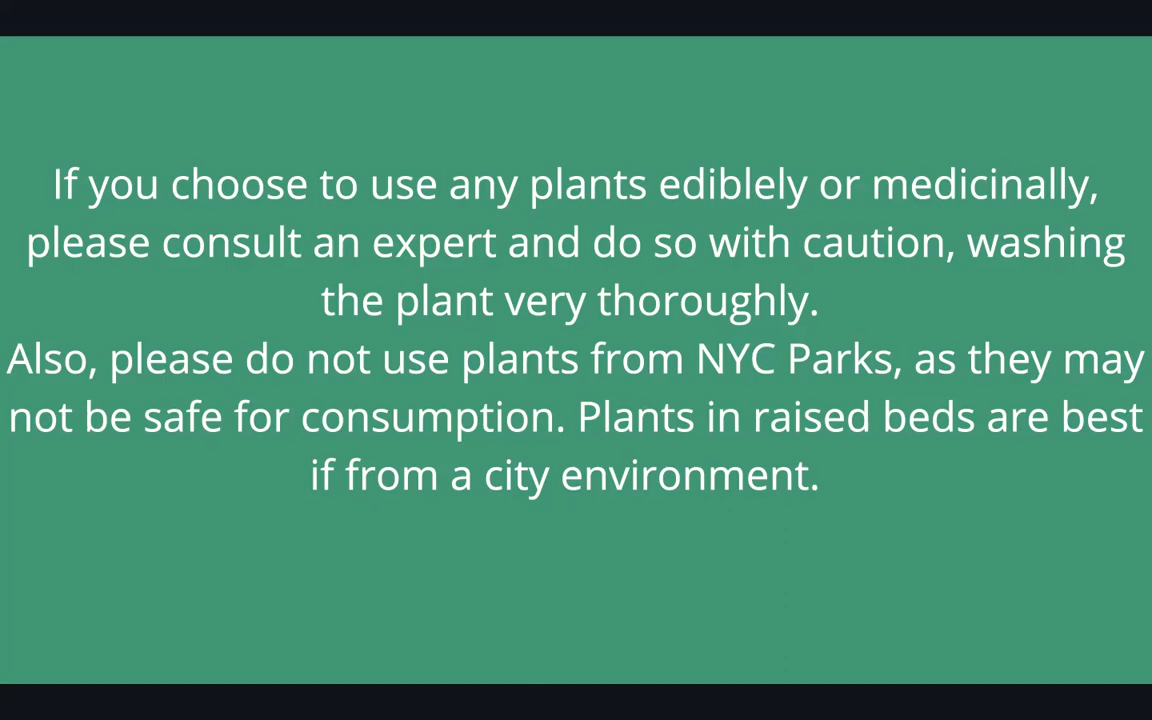 If you choose to use any plants ediblely or medicinally,
please consult an expert and do so with caution, washing
the plant very thoroughly.
Also, please do not use plants from NYC Parks, as they may
not be safe for consumption. Plants in raised beds are best
if from a city environment.